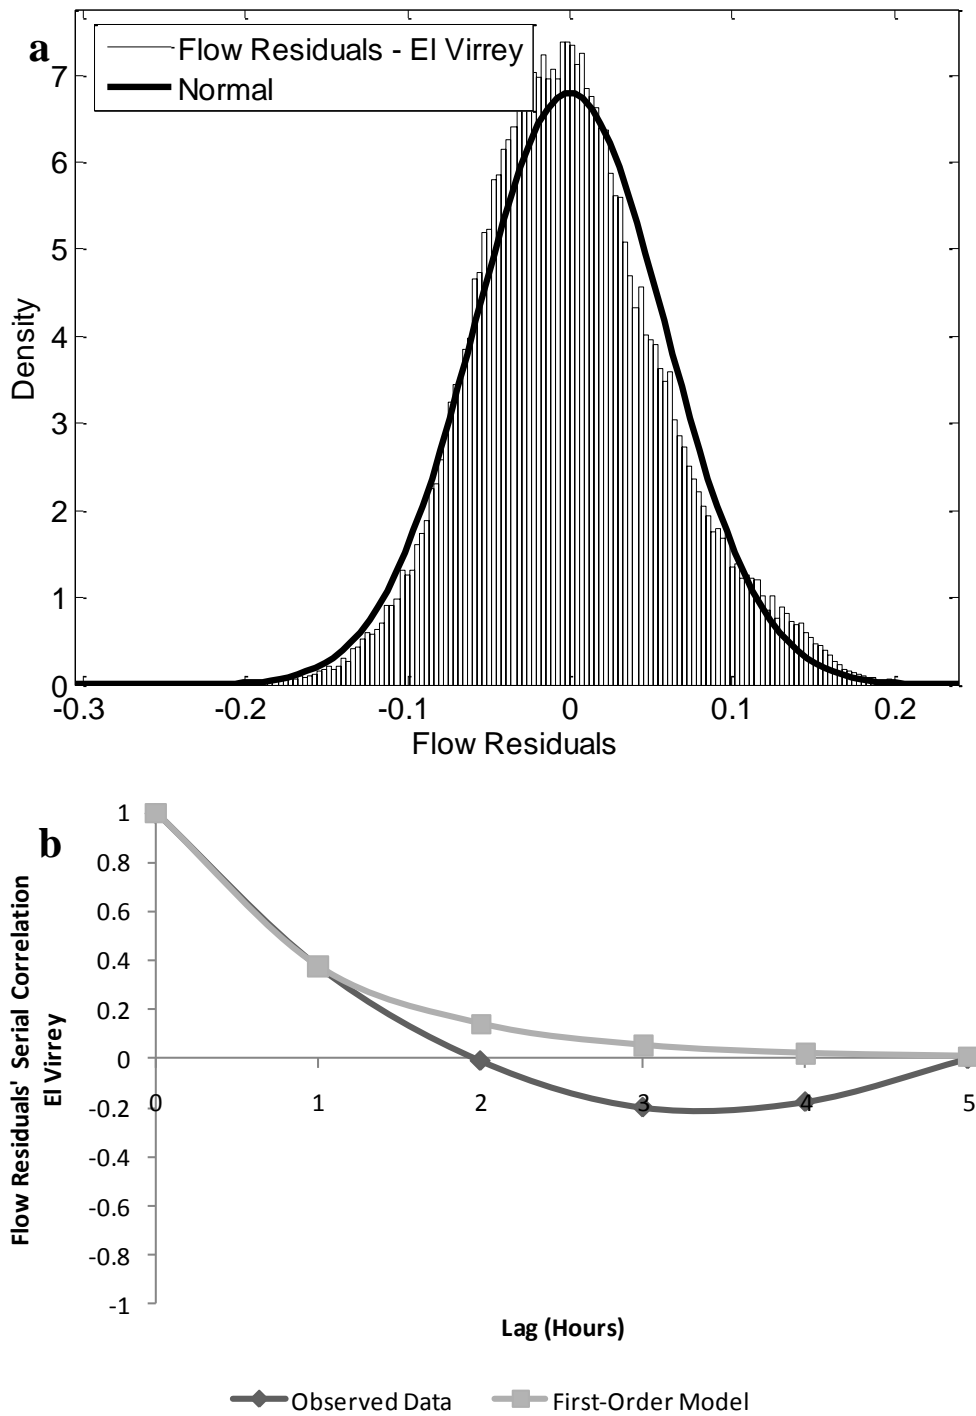 a
Flow Residuals - El Virrey
Normal
7
6
5
4
3
2
1
0
Density
-0.3
-0.2
-0.1
0
0.1
0.2
Flow Residuals
b
1
0.8
0.6
0.4
0.2
0
-0.2
-0.4
-0.6
-0.8
-1
Flow Residuals' Serial Correlation
El Virrey
0
1
2
3
4
5
Lag (Hours)
Observed Data
First-Order Model